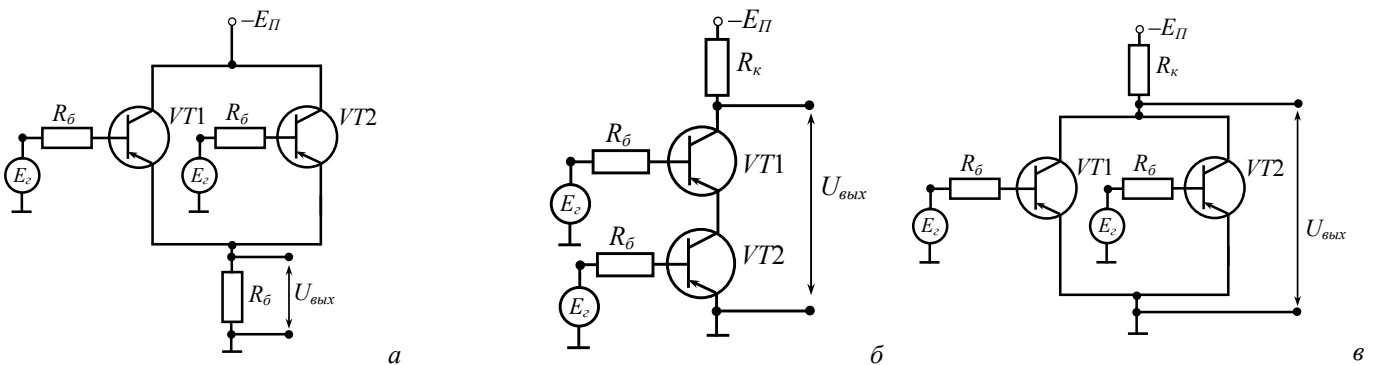 –E_П
R_б
VT1
R_б
VT2
E_г
E_г
R_б
U_вых
а
–E_П
R_к
R_б
VT1
E_г
U_вых
R_б
VT2
E_г
б
–E_П
R_к
R_б
VT1
R_б
VT2
E_г
E_г
U_вых
в